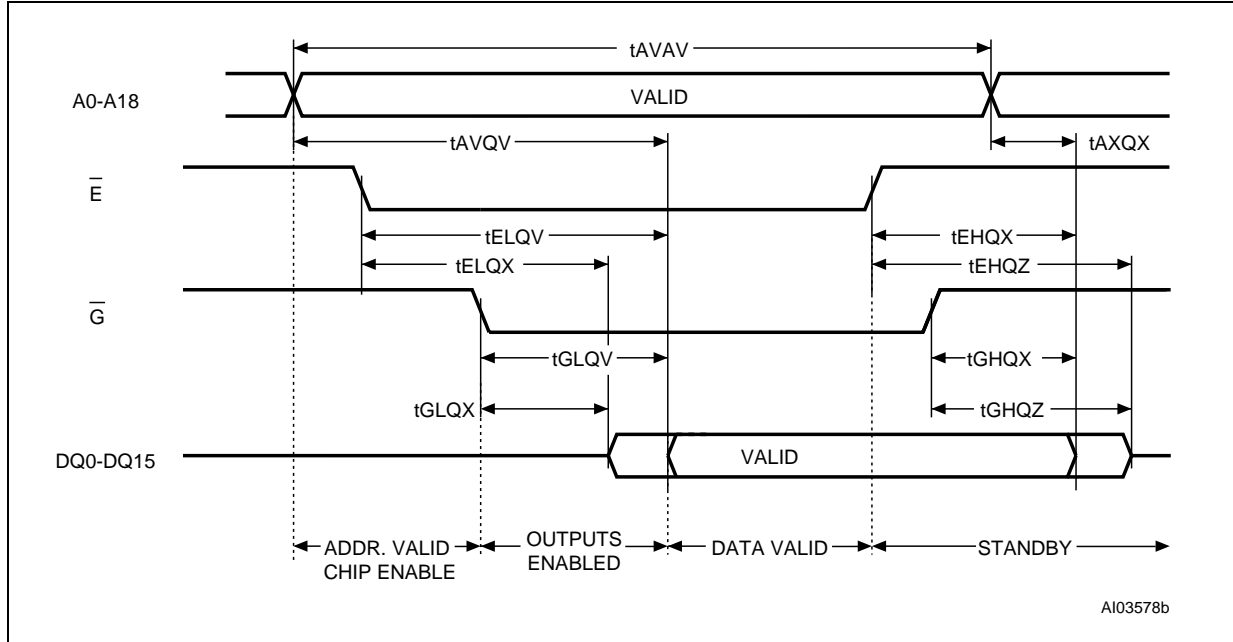 tAVAV
A0-A18
VALID
tAVQV
tAXQX
E
tELQV
tEHQX
tELQX
tEHQZ
G
tGLQV
tGHQX
tGLQX
tGHQZ
DQ0-DQ15
VALID
ADDR. VALID
CHIP ENABLE
OUTPUTS
ENABLED
DATA VALID
STANDBY
AI03578b